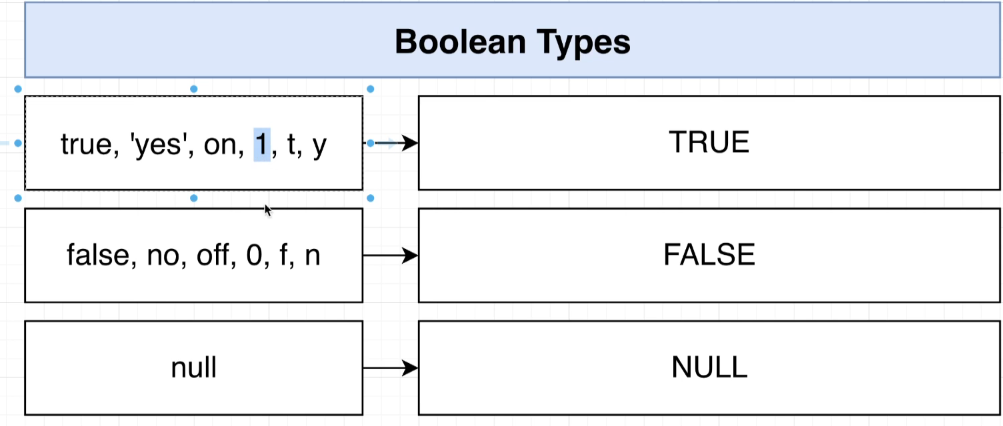 Boolean Types
true, 'yes', on, 1, t, y
TRUE
false, no, off, 0, f, n
FALSE
null
NULL